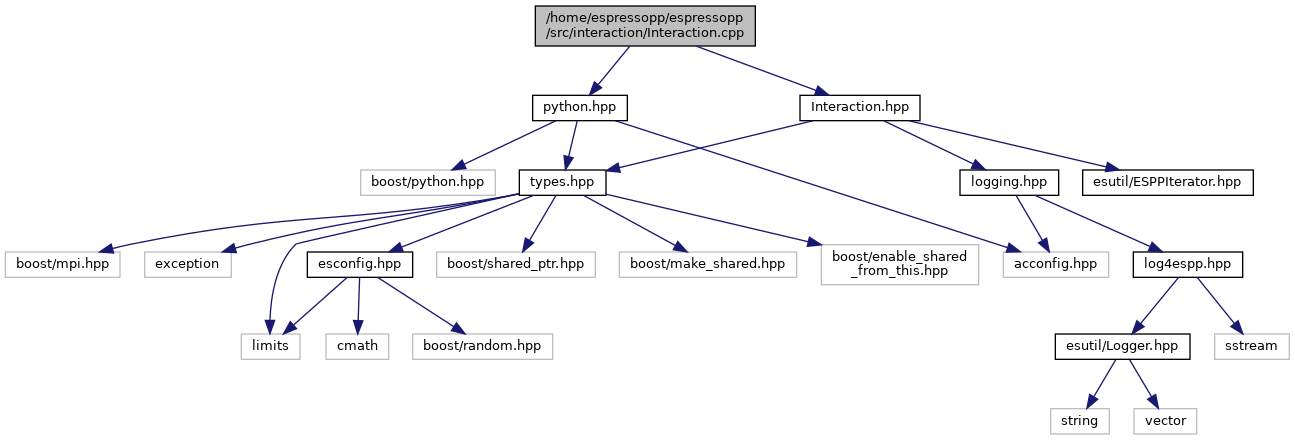 /home/espressopp/espressopp
/src/interaction/Interaction.cpp
python.hpp
Interaction.hpp
boost/python.hpp
types.hpp
logging.hpp
esutil/ESPPIterator.hpp
boost/mpi.hpp
exception
esconfig.hpp
boost/shared_ptr.hpp
boost/make_shared.hpp
boost/enable_shared
_from_this.hpp
acconfig.hpp
log4espp.hpp
limits
cmath
boost/random.hpp
esutil/Logger.hpp
sstream
string
vector